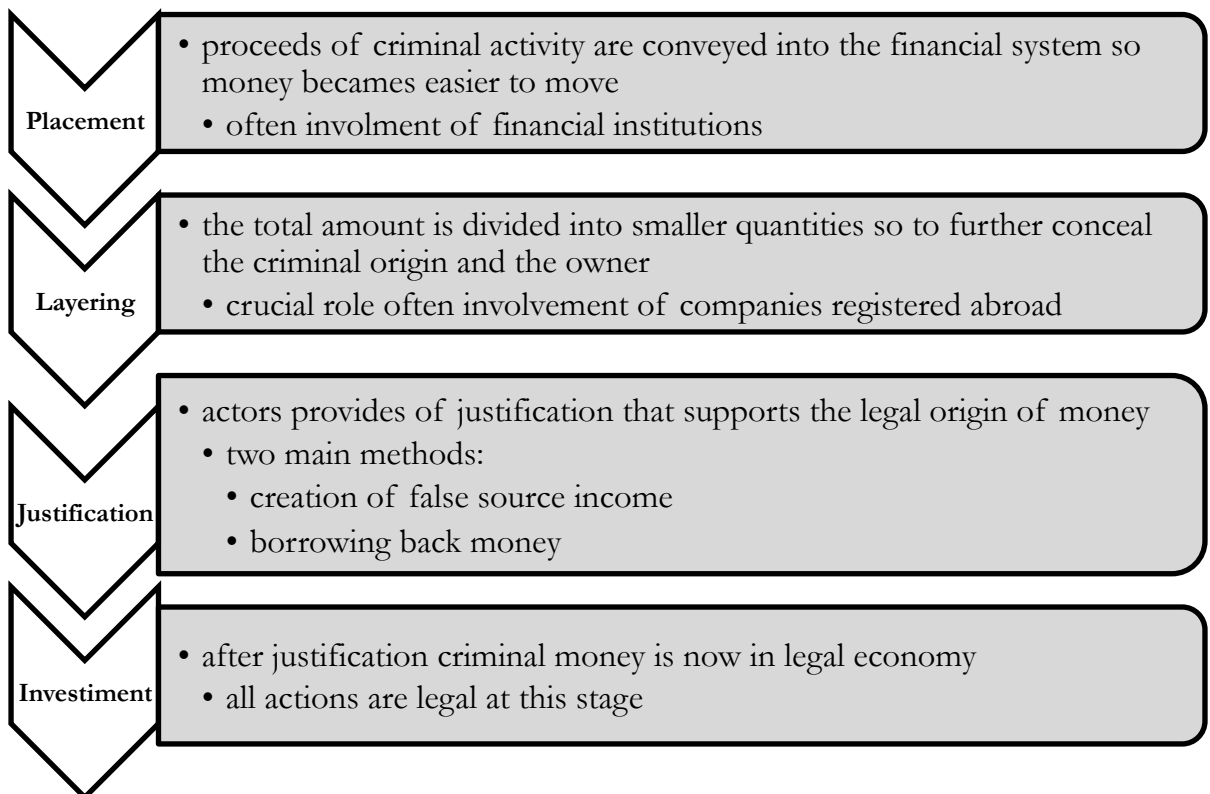 Placement
• proceeds of criminal activity are conveyed into the financial system so
money becames easier to move
• often involment of financial institutions
Layering
• the total amount is divided into smaller quantities so to further conceal
the criminal origin and the owner
• crucial role often involvement of companies registered abroad
Justification
• actors provides of justification that supports the legal origin of money
• two main methods:
• creation of false source income
• borrowing back money
Investiment
• after justification criminal money is now in legal economy
• all actions are legal at this stage